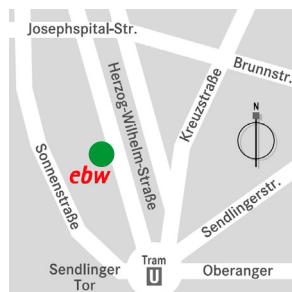 Josephspital-Str.
Brunnstr.
Herzog-Wilhelm-Straße
Kreuzstraße
N
Sonnenstraße
ebw
Sendlingerstr.
Tram
U
Sendlinger
Tor
Oberanger